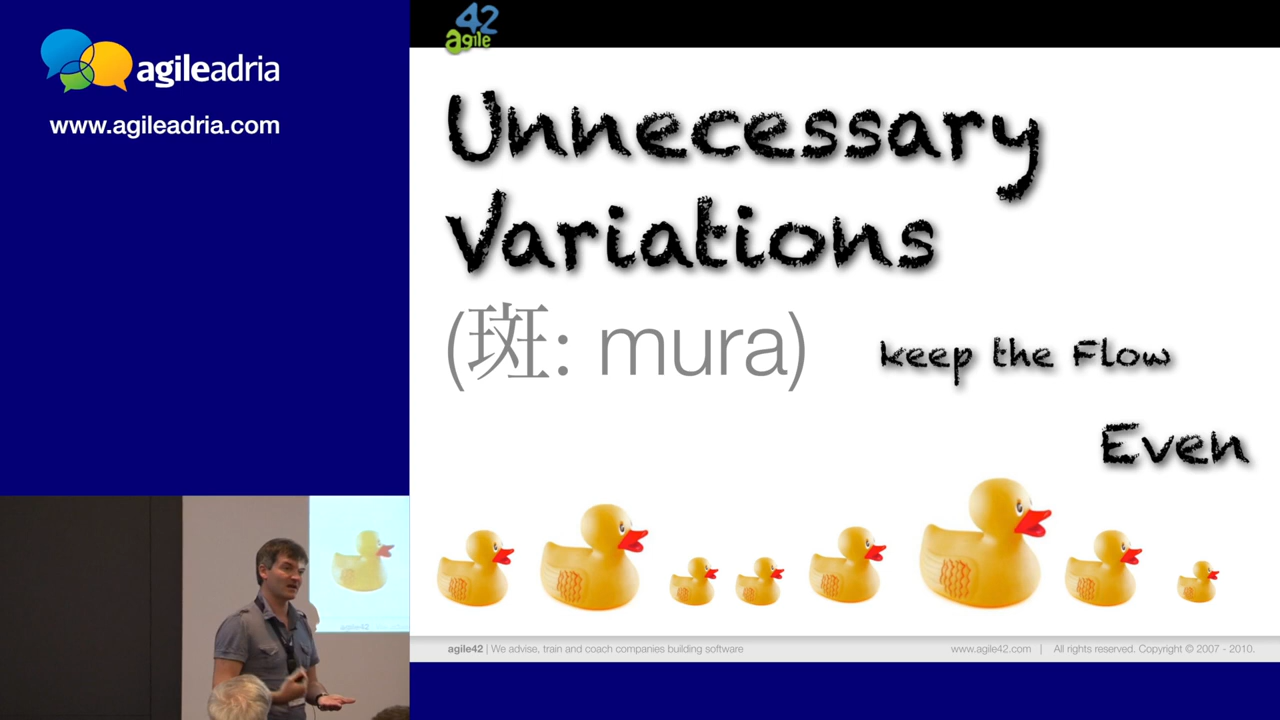 agileadria
www.agileadria.com
42
agile
Unnecessary
Variations
(斑: mura)
keep the Flow
Even
agile42 | We advise, train and coach companies building software
www.agile42.com | All rights reserved. Copyright © 2007 - 2010.
agile42